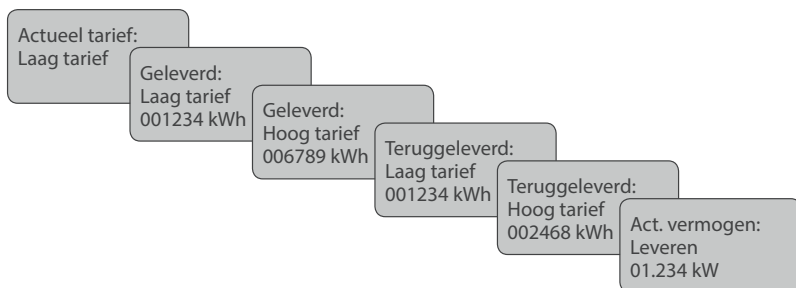 Actueel tarief:
Laag tarief
Geleverd:
Laag tarief
001234 kWh
Geleverd:
Hoog tarief
006789 kWh
Teruggeleverd:
Laag tarief
001234 kWh
Teruggeleverd:
Hoog tarief
002468 kWh
Act. vermogen:
Leveren
01.234 kW